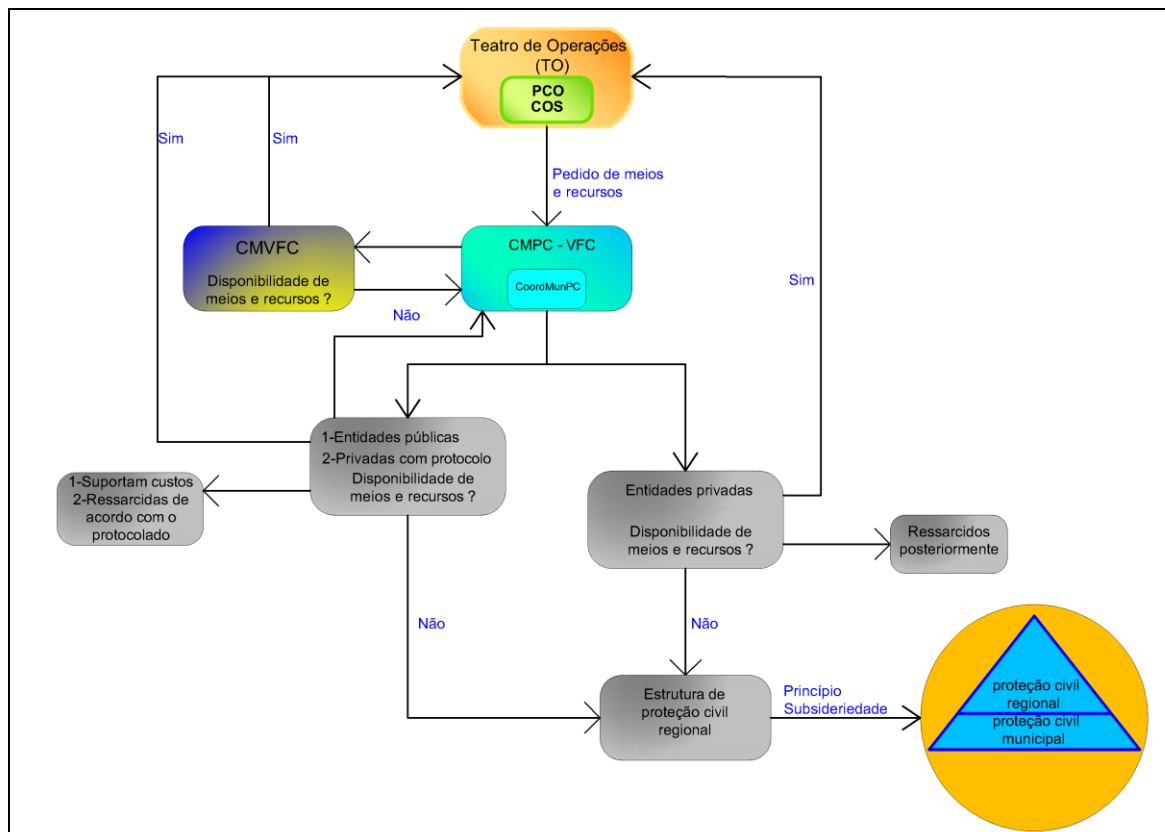 Teatro de Operações
(TO)
PCO
COS
Sim
Sim
Pedido de meios
e recursos
CMVFC
Disponibilidade de
meios e recursos ?
CMPC - VFC
CoordMunPC
Sim
Não
1-Entidades públicas
2-Privadas com protocolo
Disponibilidade de
meios e recursos ?
1-Suportam custos
2-Ressarcidas de
acordo com o
protocolado
Entidades privadas
Disponibilidade de
meios e recursos ?
Ressarcidos
posteriormente
Não
Não
Estrutura de
proteção civil
regional
Princípio
Subsideriedade
proteção civil
regional
proteção civil
municipal